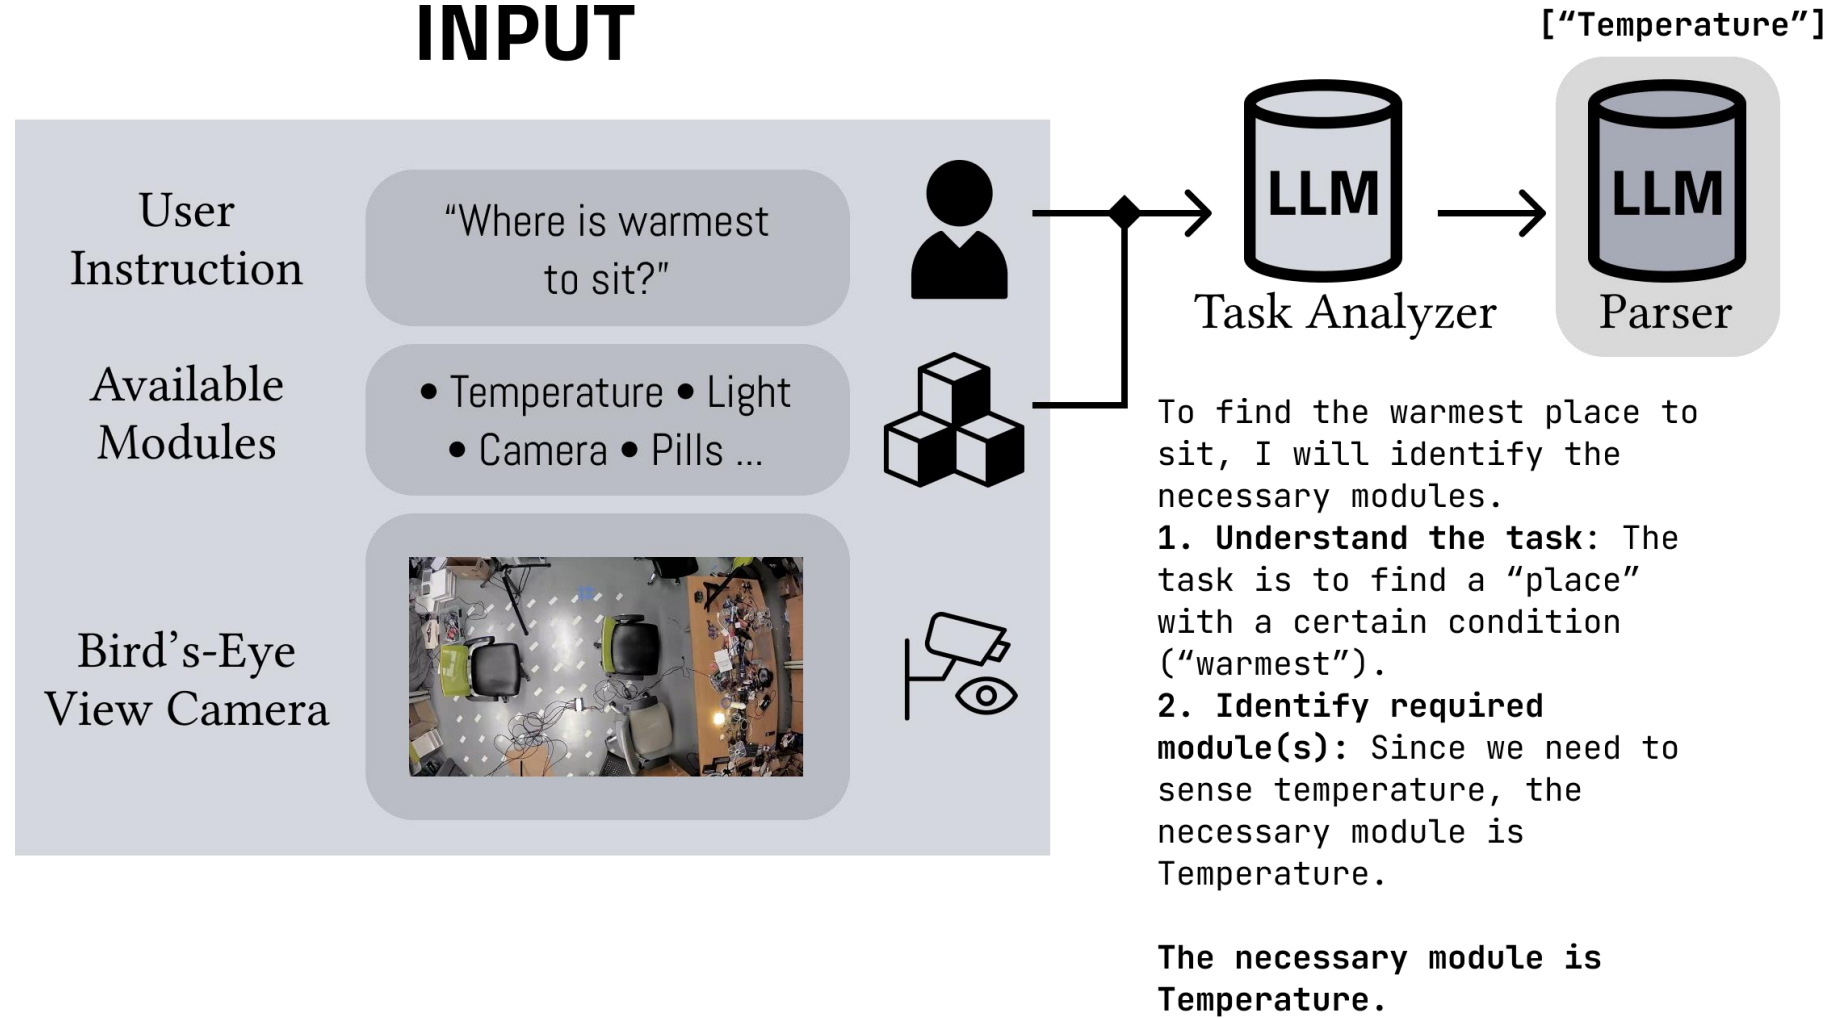 INPUT
["Temperature"]
User
Instruction
“Where is warmest
to sit?”
Available
Modules
• Temperature • Light
• Camera • Pills ...
Bird’s-Eye
View Camera
LLM
Task Analyzer
LLM
Parser
To find the warmest place to
sit, I will identify the
necessary modules.
1. Understand the task: The
task is to find a “place”
with a certain condition
(“warmest”).
2. Identify required
module(s): Since we need to
sense temperature, the
necessary module is
Temperature.
The necessary module is
Temperature.